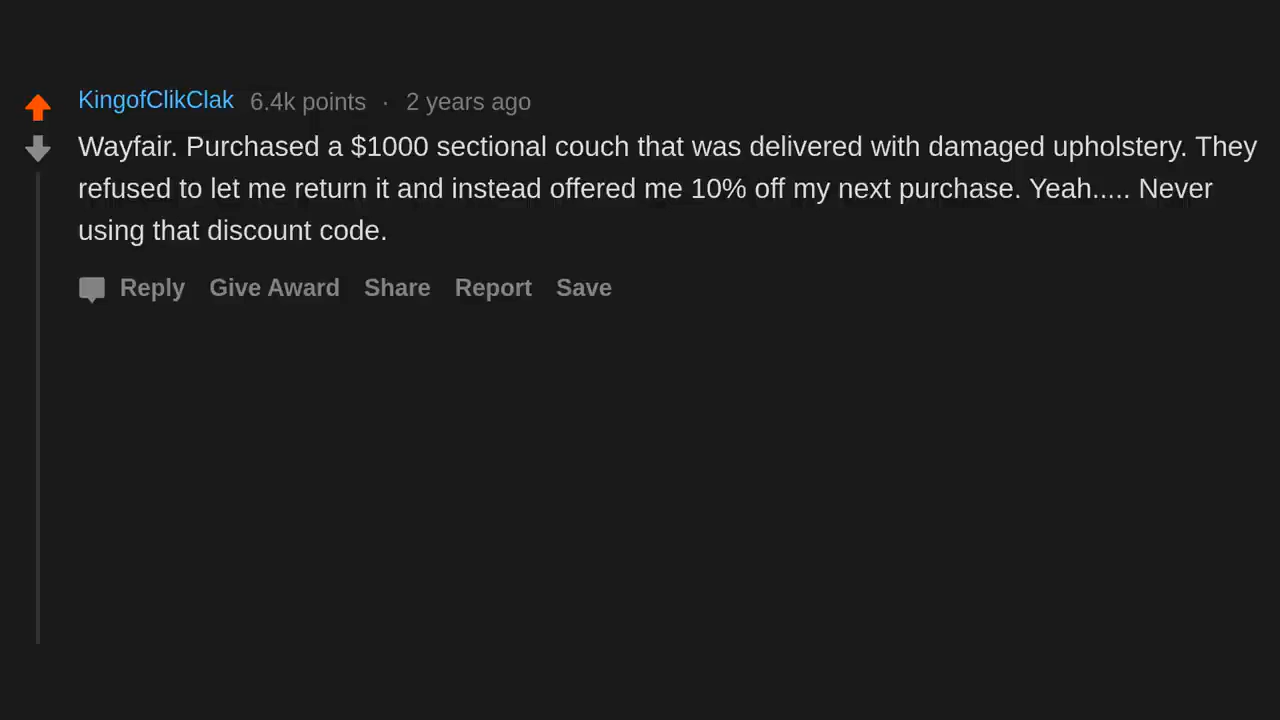 KingofClikClak 6.4k points · 2 years ago
Wayfair. Purchased a $1000 sectional couch that was delivered with damaged upholstery. They
refused to let me return it and instead offered me 10% off my next purchase. Yeah..... Never
using that discount code.
Reply Give Award Share Report Save